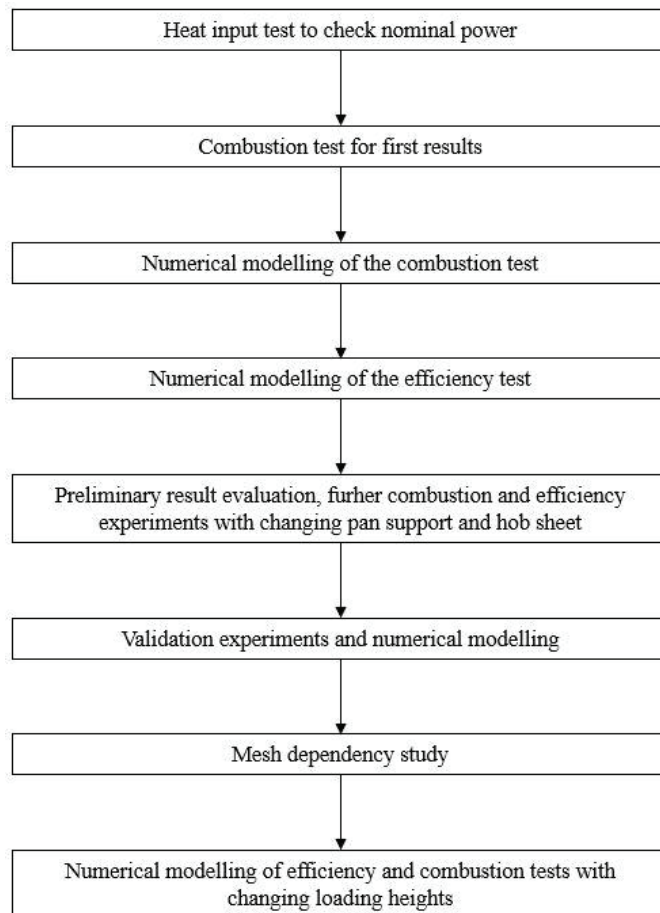 Heat input test to check nominal power
Combustion test for first results
Numerical modelling of the combustion test
Numerical modelling of the efficiency test
Preliminary result evaluation, furher combustion and efficiency
experiments with changing pan support and hob sheet
Validation experiments and numerical modelling
Mesh dependency study
Numerical modelling of efficiency and combustion tests with
changing loading heights